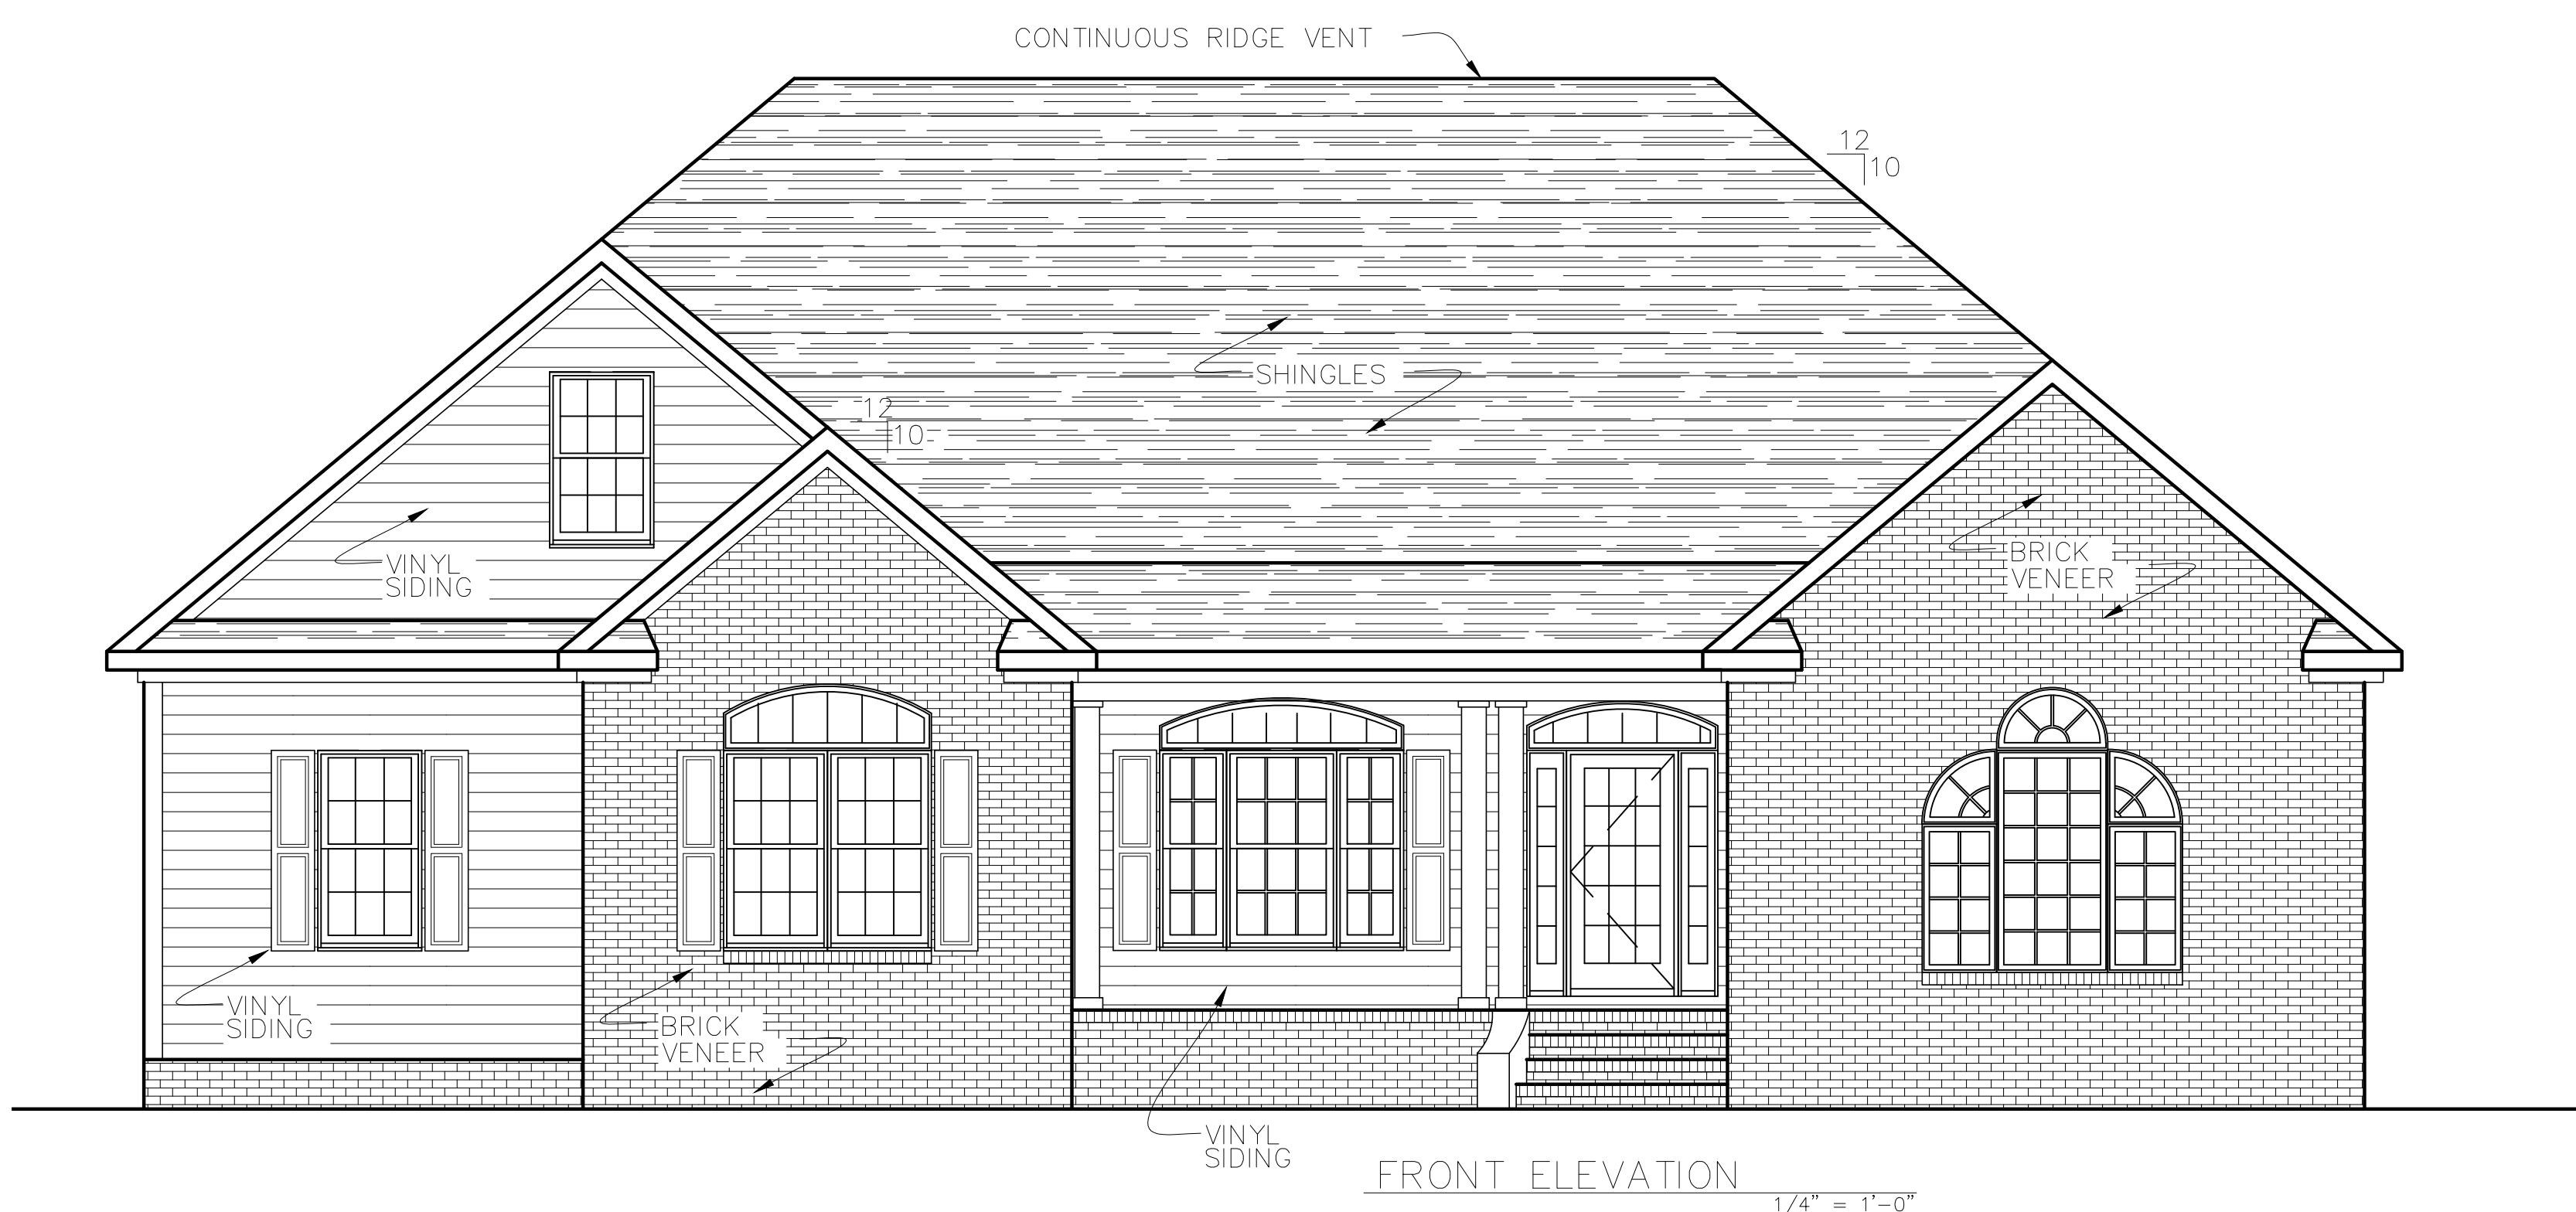 CONTINUOUS RIDGE VENT
12
10
SHINGLES
12
10
BRICK
VENEER
VINYL
SIDING
VINYL
SIDING
BRICK
VENEER
VINYL
SIDING
FRONT ELEVATION
1/4" = 1'-0"